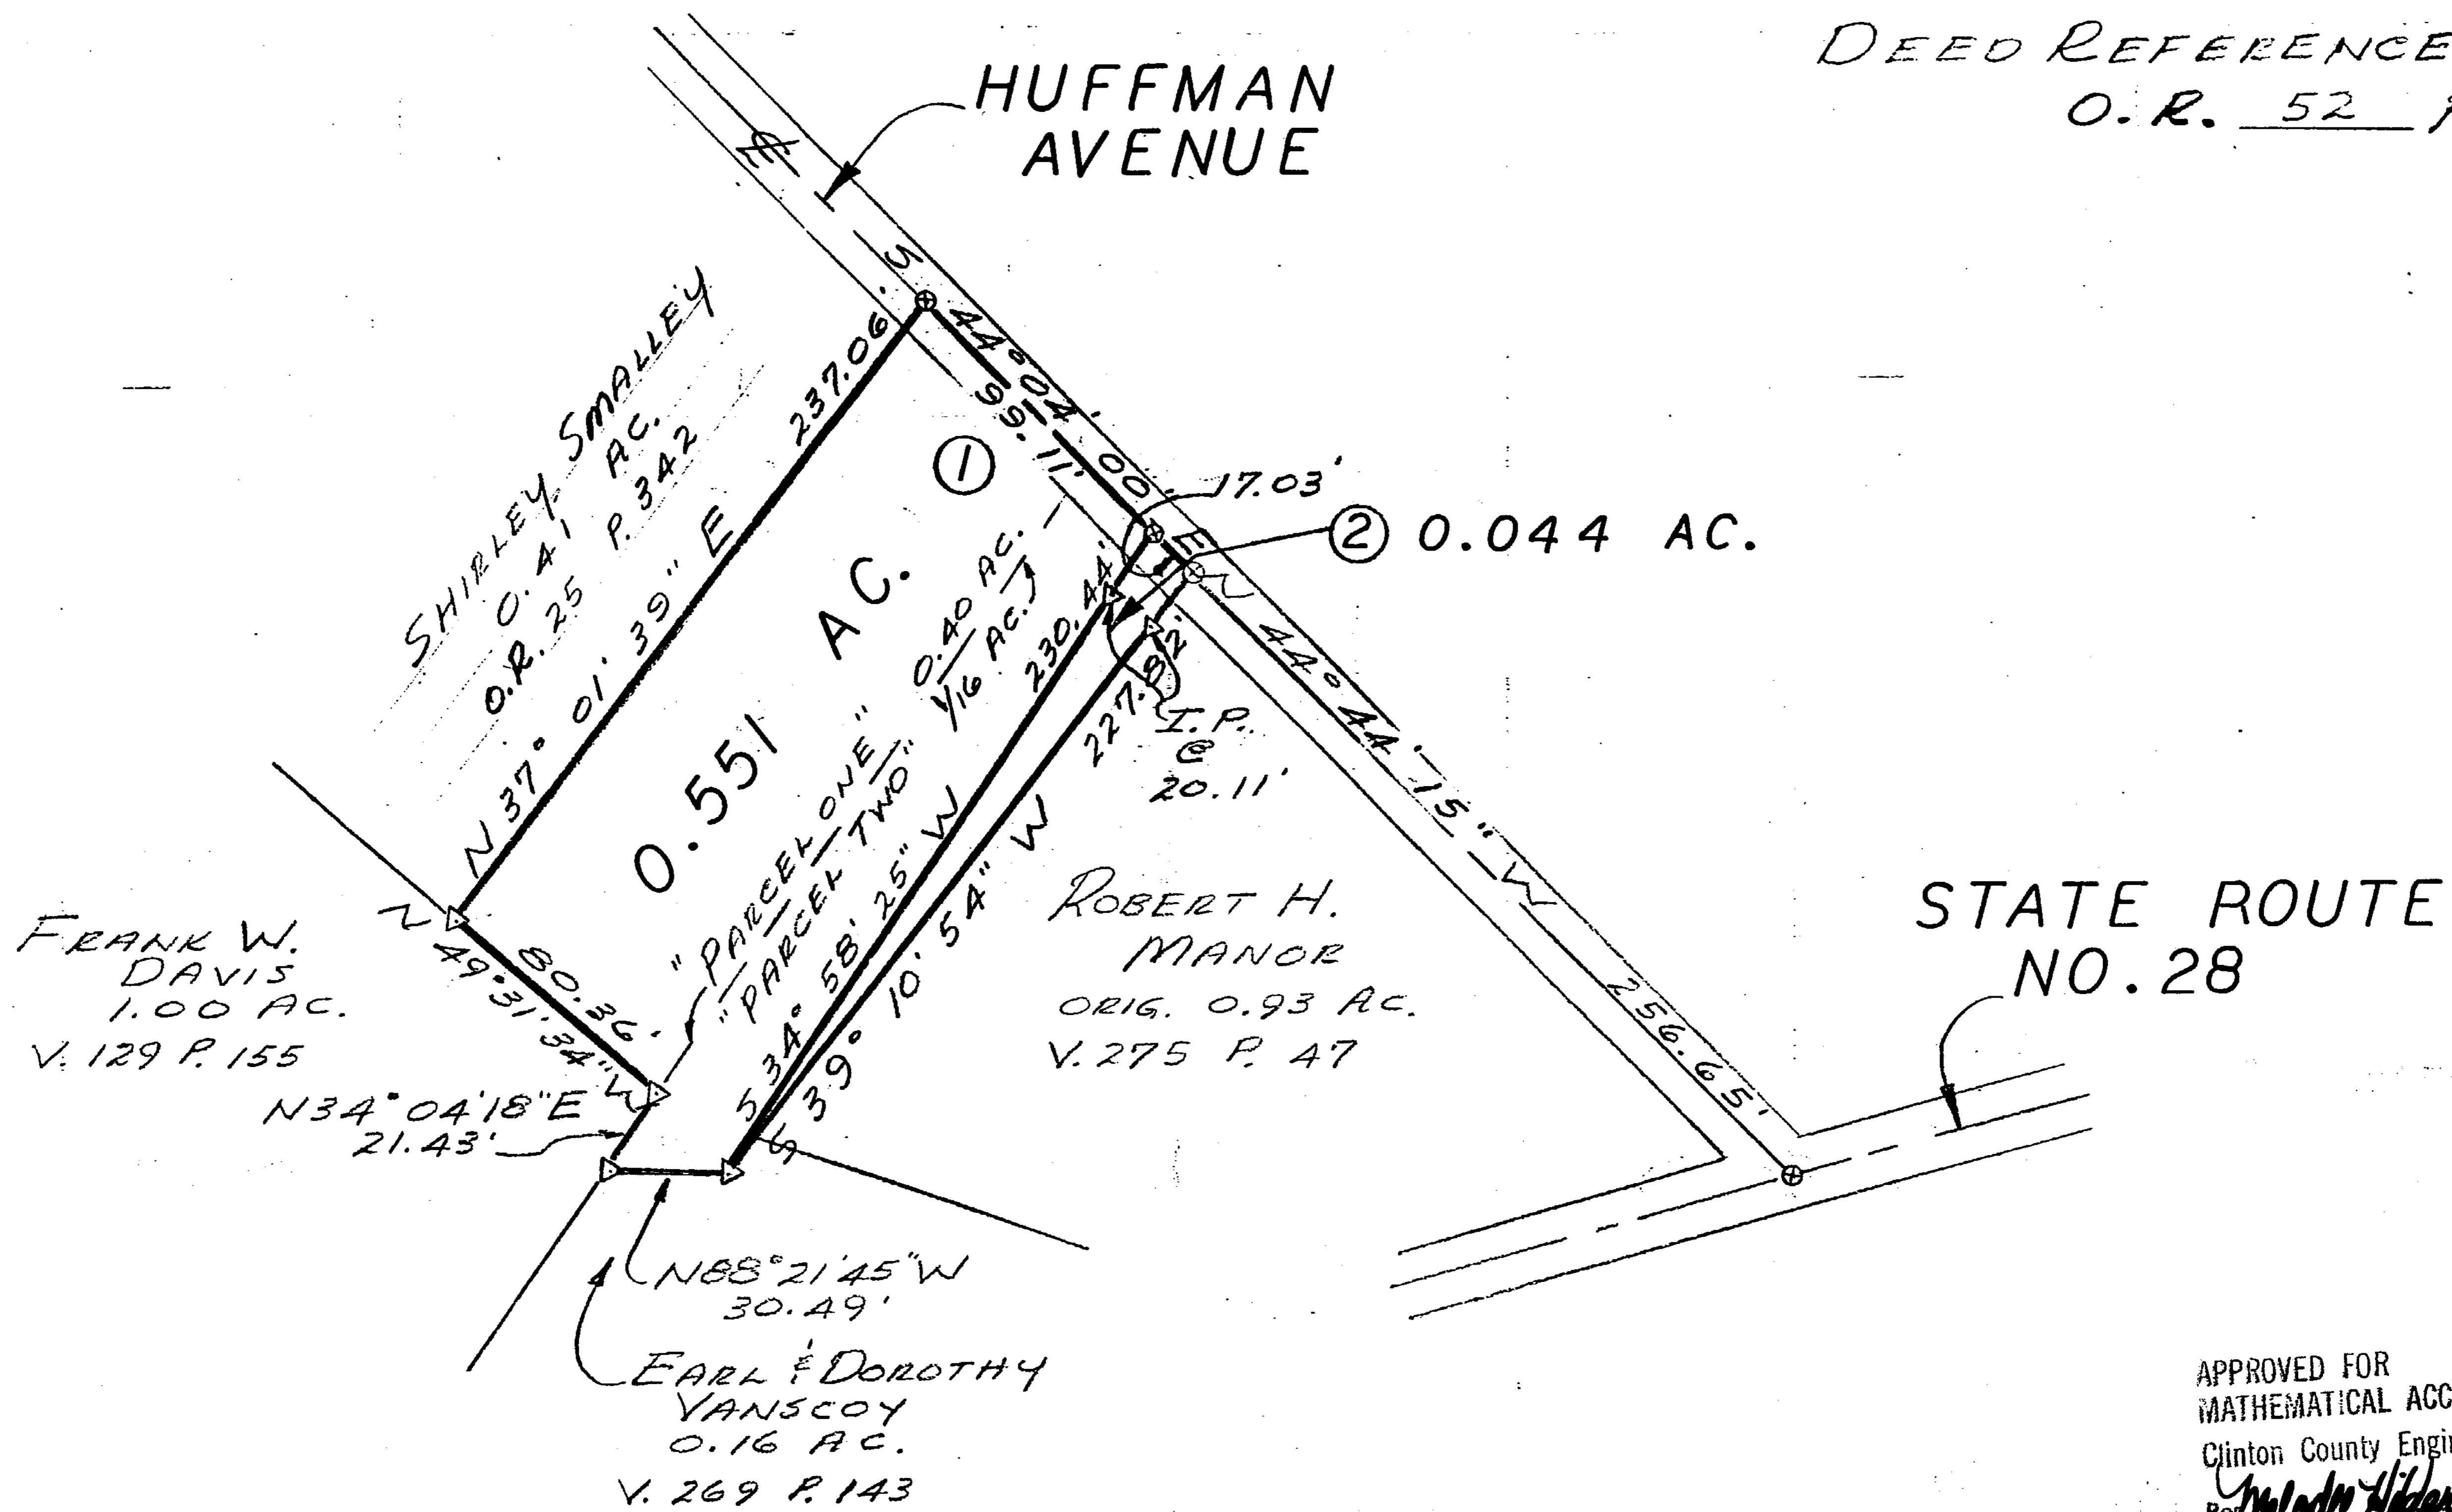 DEED REFERENCE
O.R. 52
HUFFMAN
AVENUE
S 44° 04' 00" E
99.11'
17.03'
② 0.044 AC.
①
0.551 AC.
SHIRLEY SMALLEY
0.41 AC.
O.R. 25 P. 342
N 37° 01' 39" E 237.06'
"PARCEL ONE" 0.40 AC.
"PARCEL TWO" 1/16 AC.
S 34° 58' 25" W 230.44'
S 39° 10' 54" W 227.82'
I.P.
@
20.11'
N 44° 44' 15" W 256.65'
ROBERT H.
MANOR
ORIG. 0.93 AC.
V. 275 P. 47
STATE ROUTE
NO. 28
FRANK W.
DAVIS
1.00 AC.
V. 129 P. 155
N 49° 31' 34" W
80.36'
N34°04'18"E
21.43'
N88°21'45"W
30.49'
EARL & DOROTHY
VANSCOY
0.16 AC.
V. 269 P. 143
APPROVED FOR
MATHEMATICAL ACC
Clinton County Engi